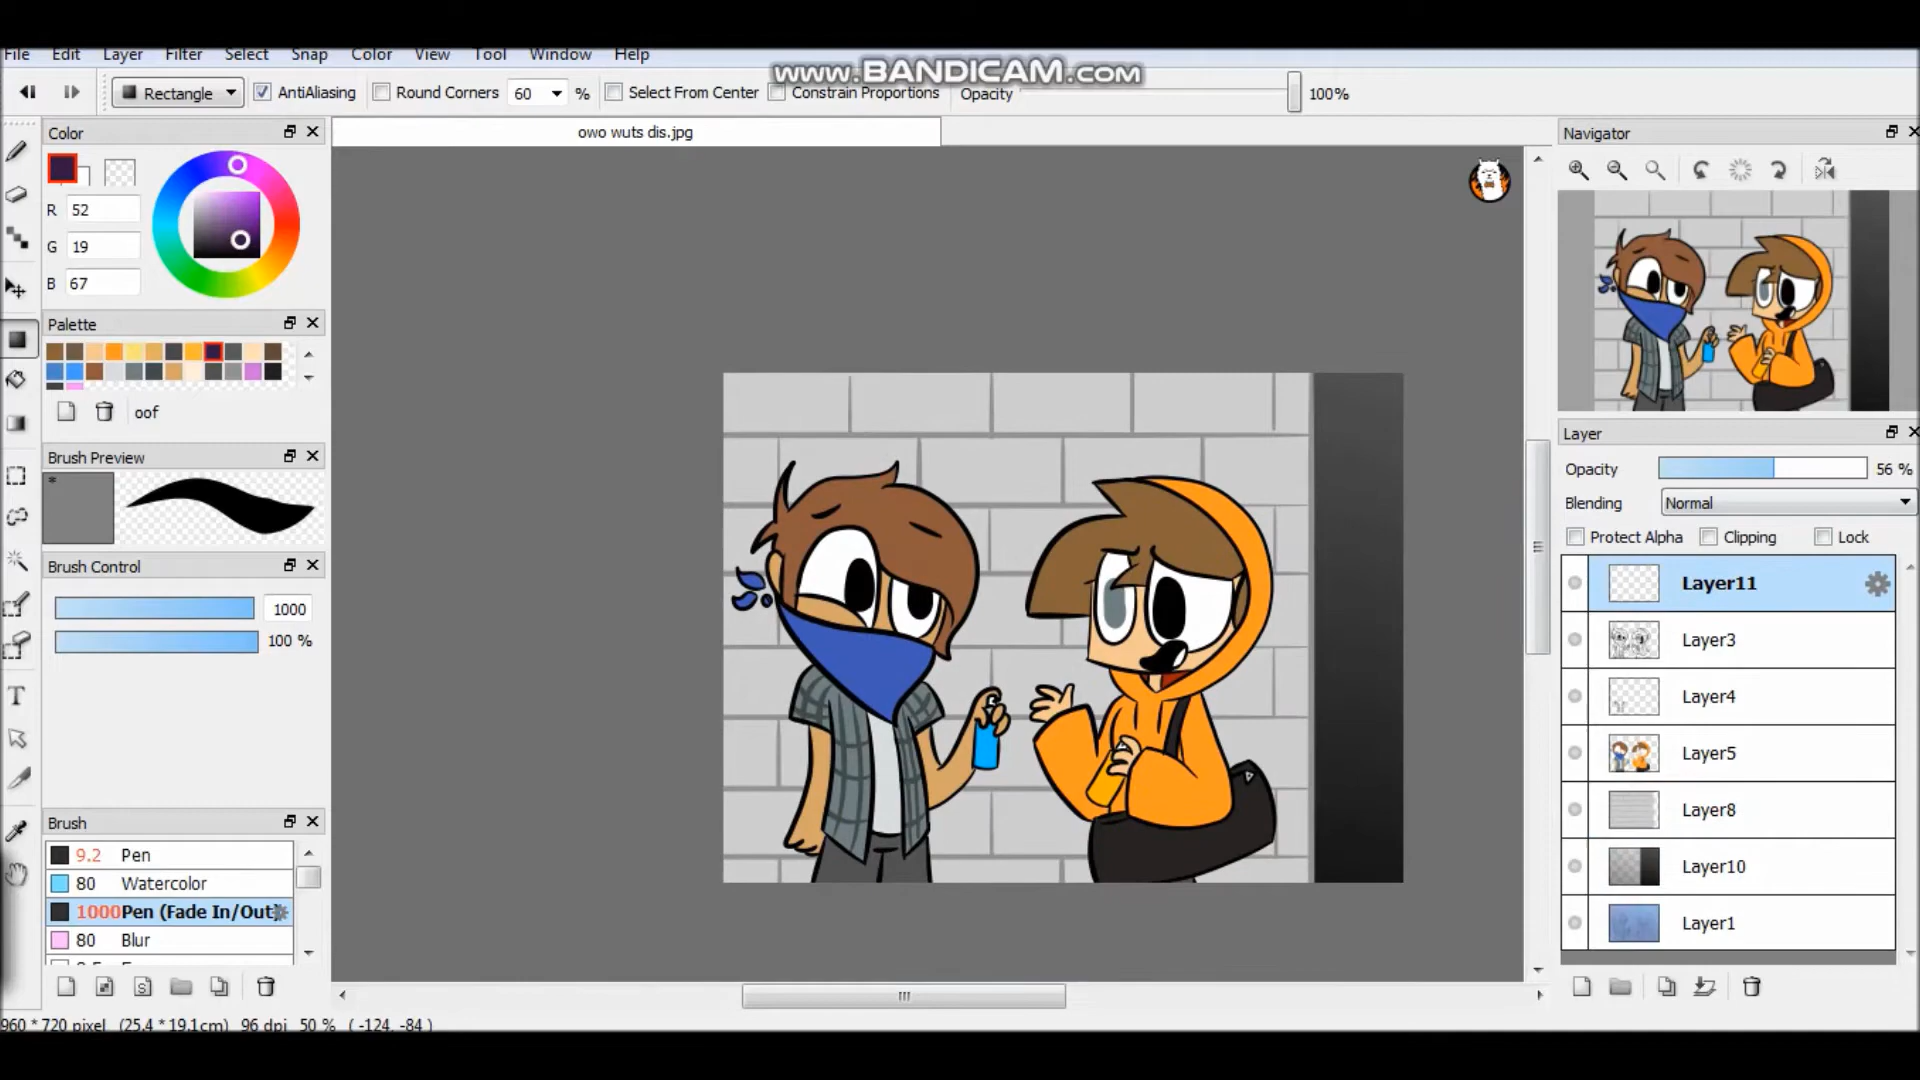 www.BANDICAM.com
File Edit Layer Filter Select Snap Color View Tool Window Help
Rectangle AntiAliasing Round Corners 60 % Select From Center Constrain Proportions Opacity 100%
Color
owo wuts dis.jpg
Navigator
R 52
G 19
B 67
Palette
oof
Brush Preview
*
Brush Control
1000
100 %
Brush
9.2 Pen
80 Watercolor
1000 Pen (Fade In/Out)
80 Blur
Layer
Opacity 56 %
Blending Normal
Protect Alpha Clipping Lock
Layer11
Layer3
Layer4
Layer5
Layer8
Layer10
Layer1
960 * 720 pixel (25.4 * 19.1cm) 96 dpi 50 % ( -124, -84 )